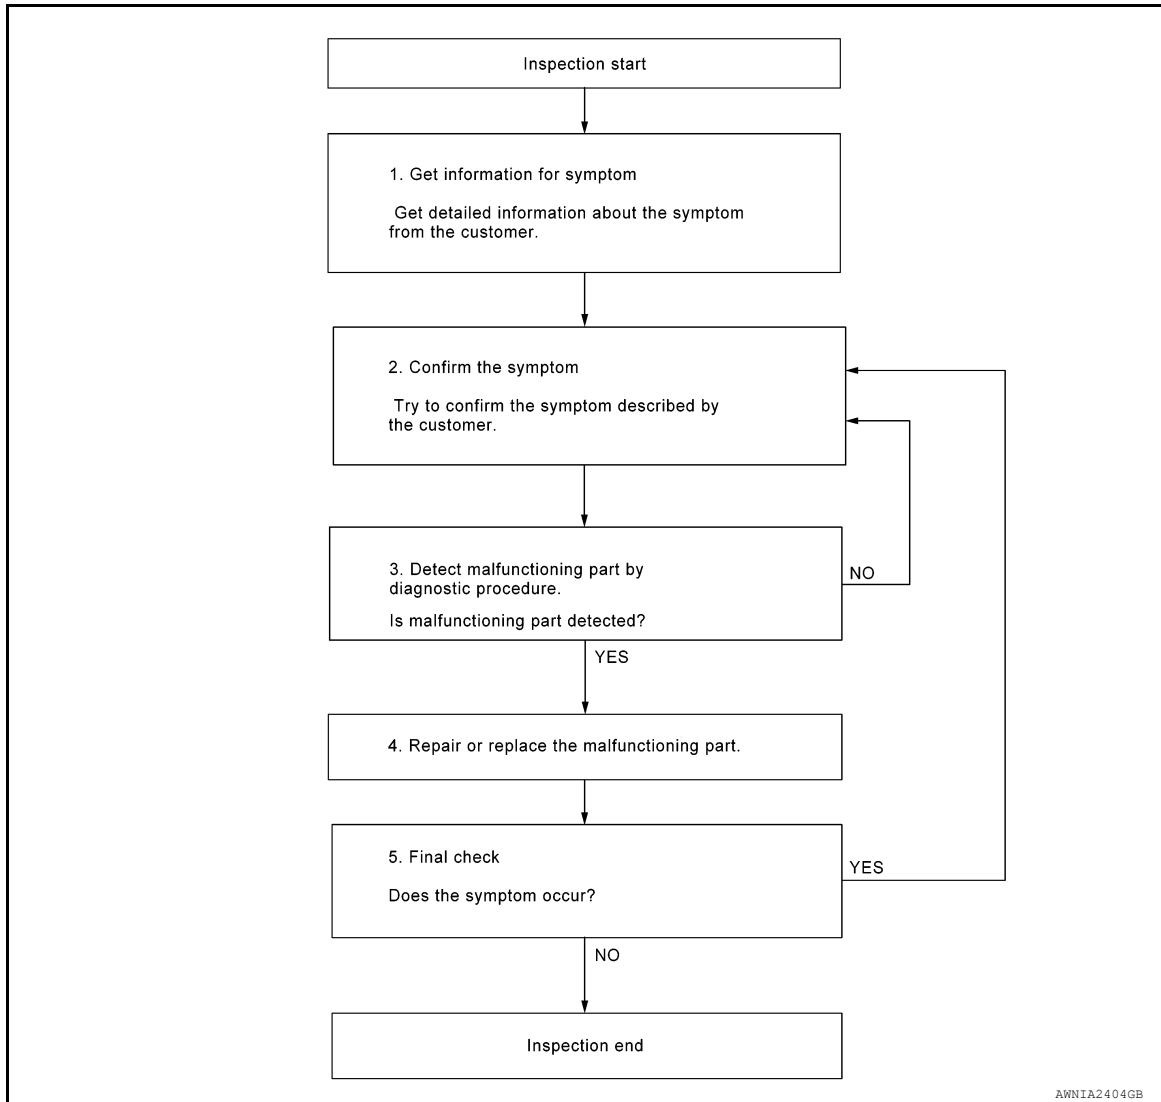 Inspection start
1. Get information for symptom
Get detailed information about the symptom
from the customer.
2. Confirm the symptom
Try to confirm the symptom described by
the customer.
3. Detect malfunctioning part by
diagnostic procedure.
NO
Is malfunctioning part detected?
YES
4. Repair or replace the malfunctioning part.
5. Final check
YES
Does the symptom occur?
NO
Inspection end
AWNIA2404GB